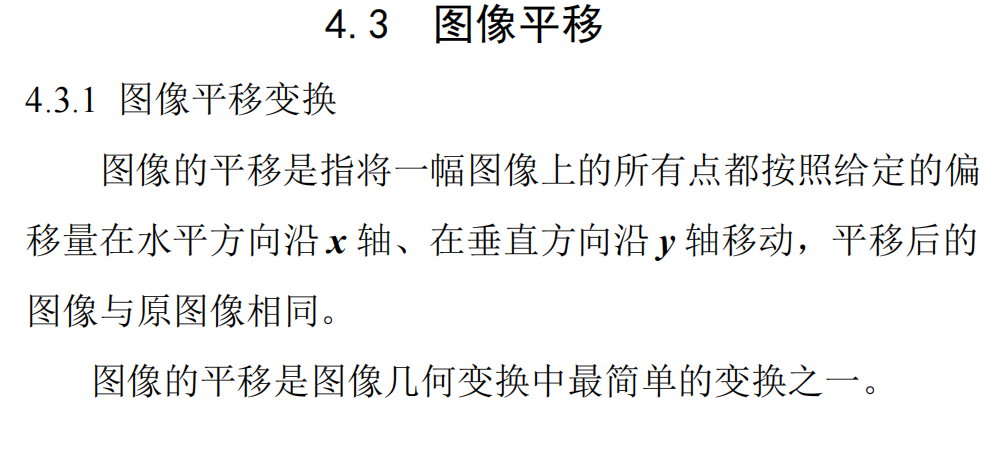 4.3 图像平移
4.3.1 图像平移变换
图像的平移是指将一幅图像上的所有点都按照给定的偏
移量在水平方向沿 x 轴、在垂直方向沿 y 轴移动，平移后的
图像与原图像相同。
图像的平移是图像几何变换中最简单的变换之一。